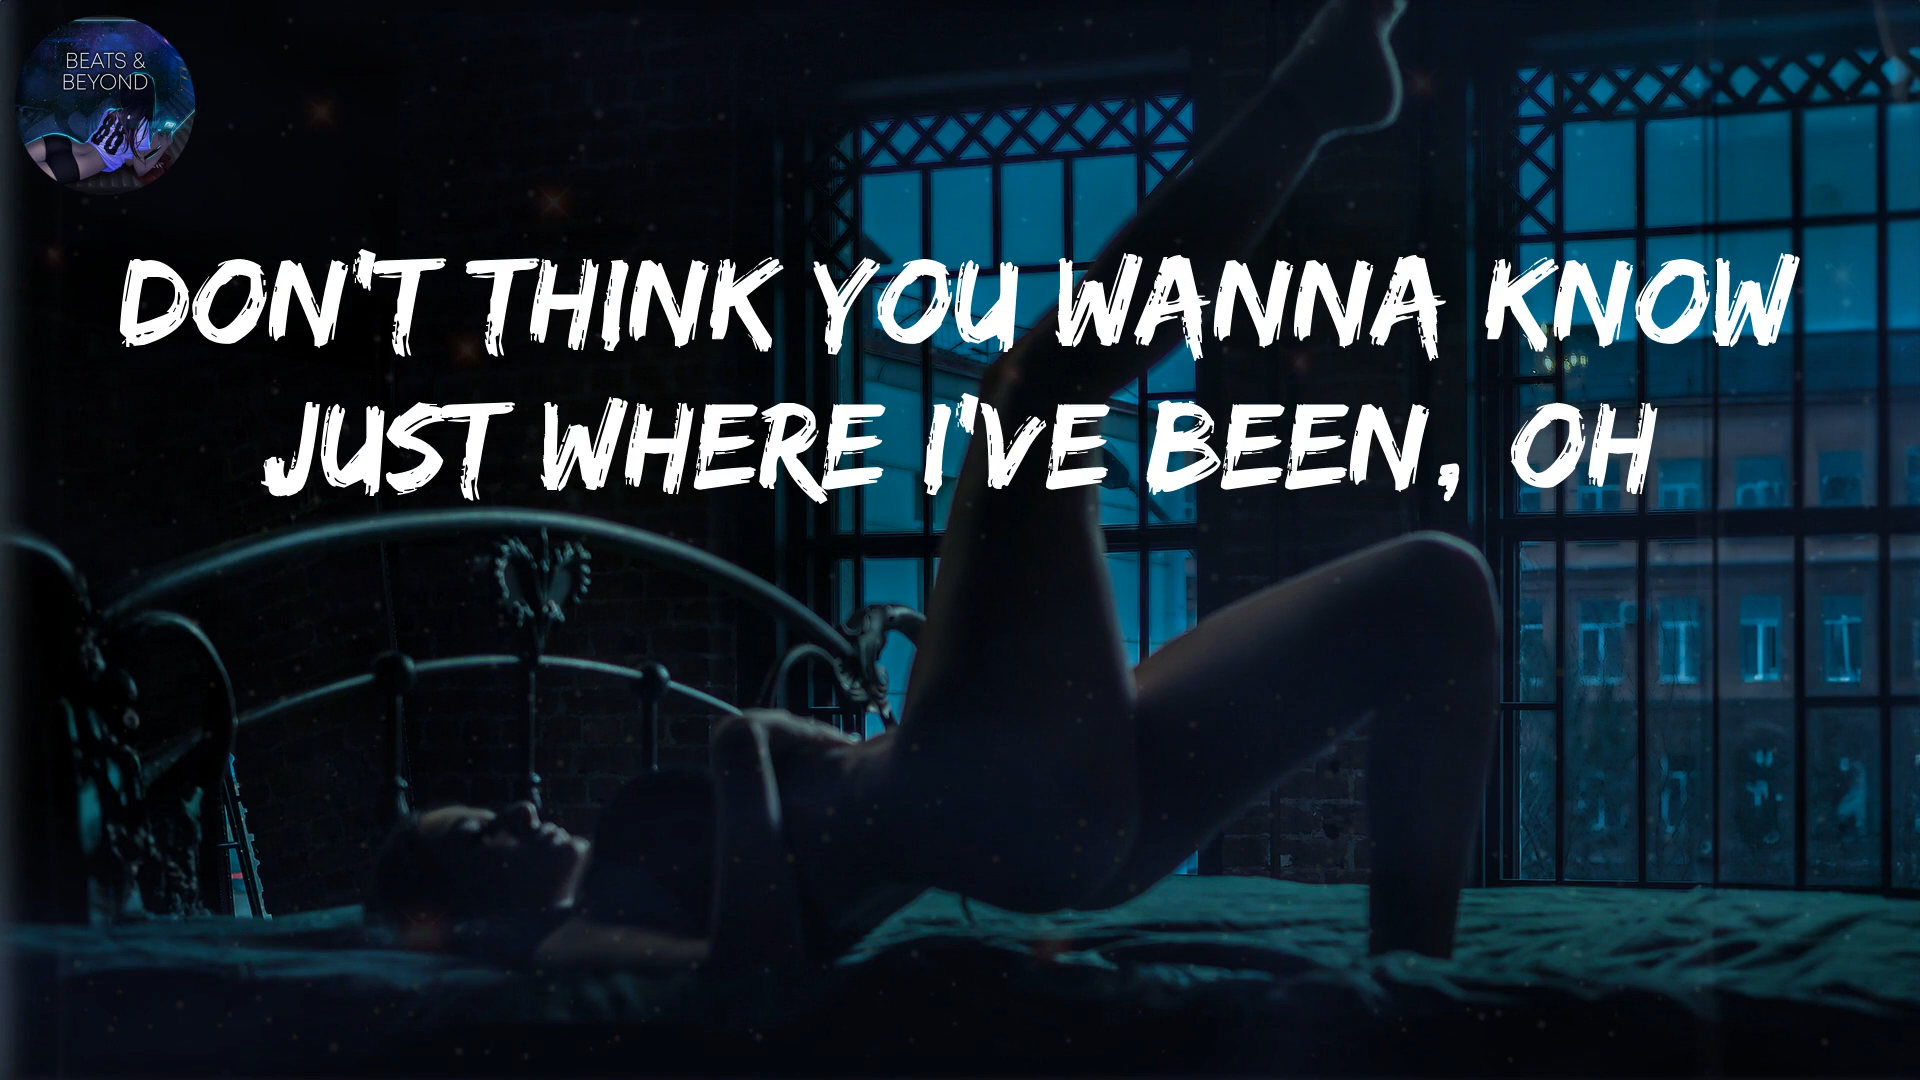 BEATS &
BEYOND
DON'T THINK YOU WANNA KNOW
JUST WHERE I'VE BEEN, OH